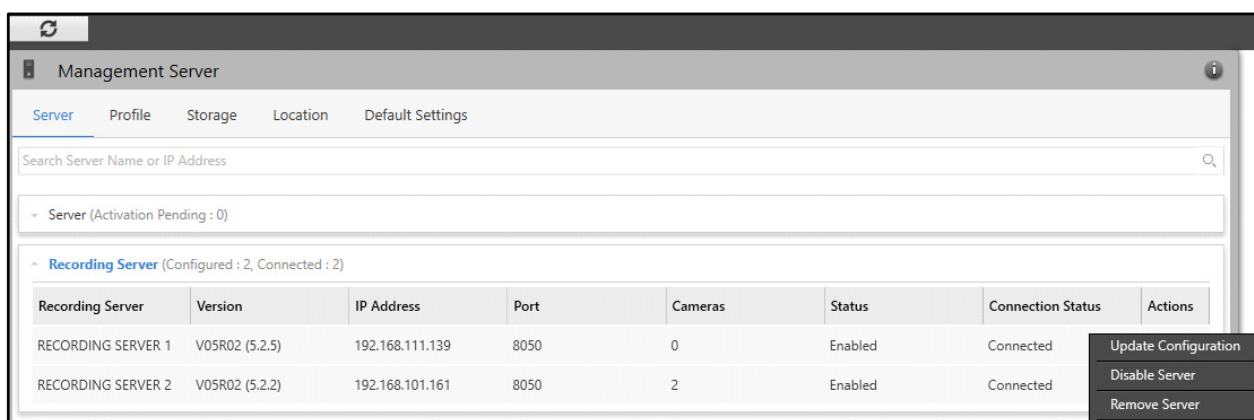 Management Server
Server Profile Storage Location Default Settings
Search Server Name or IP Address
Server (Activation Pending : 0)
Recording Server (Configured : 2, Connected : 2)
Recording Server Version IP Address Port Cameras Status Connection Status Actions
RECORDING SERVER 1 V05R02 (5.2.5) 192.168.111.139 8050 0 Enabled Connected
RECORDING SERVER 2 V05R02 (5.2.2) 192.168.101.161 8050 2 Enabled Connected
Update Configuration
Disable Server
Remove Server